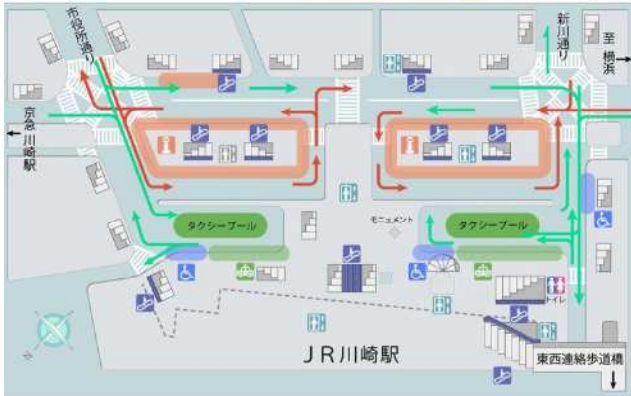 市役所通り
新川通り
至 横浜
京急川崎駅
タクシープール
モニュメント
タクシープール
トイレ
JR川崎駅
東西連絡歩道橋
N